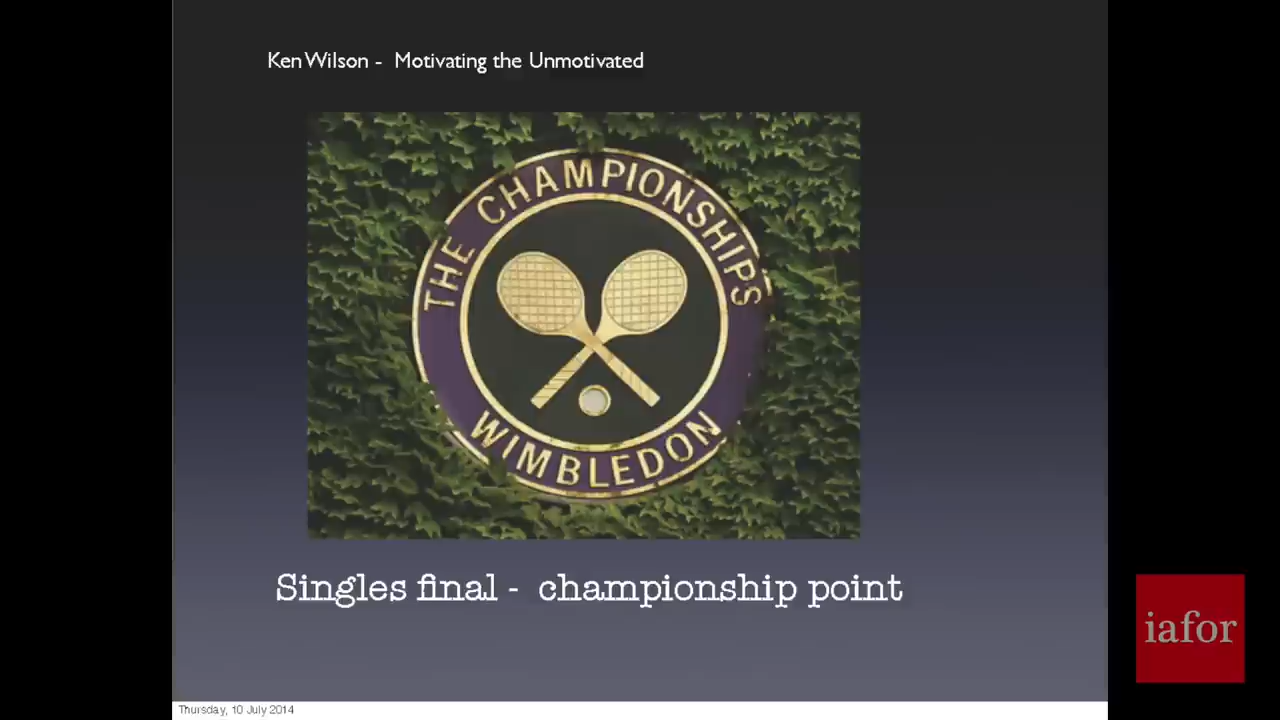 Ken Wilson - Motivating the Unmotivated
THE CHAMPIONSHIPS
WIMBLEDON
Singles final - championship point
iafor
Thursday, 10 July 2014